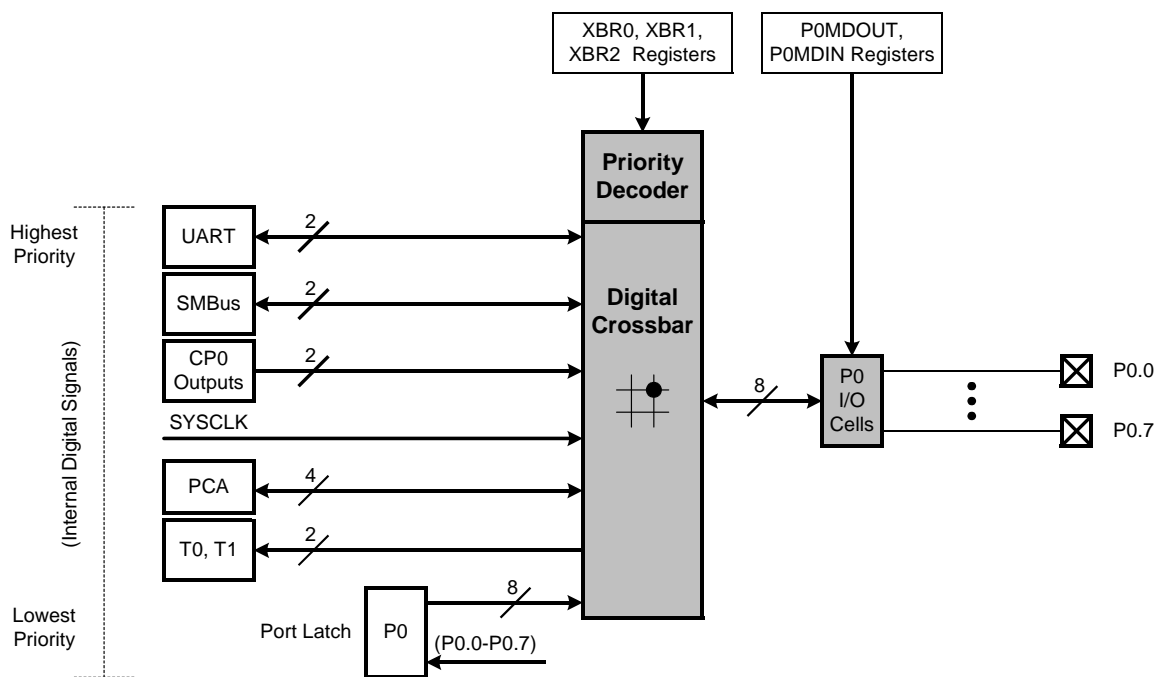 XBR0, XBR1,
XBR2 Registers
P0MDOUT,
P0MDIN Registers
Priority
Decoder
Highest
Priority
UART
2
SMBus
2
Digital
Crossbar
CP0
Outputs
2
(Internal Digital Signals)
SYSCLK
P0
I/O
Cells
8
P0.0
P0.7
PCA
4
T0, T1
2
Lowest
Priority
Port Latch
P0
8
(P0.0-P0.7)